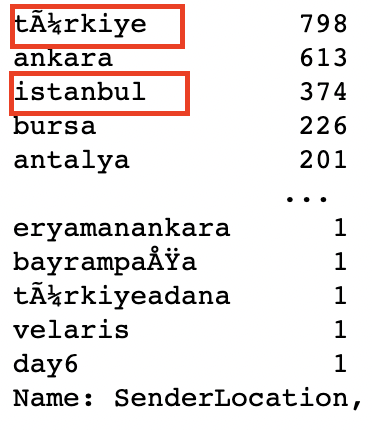 tÃ¼rkiye 798
ankara 613
istanbul 374
bursa 226
antalya 201
...
eryamanankara 1
bayrampaÅŸa 1
tÃ¼rkiyeadana 1
velaris 1
day6 1
Name: SenderLocation,